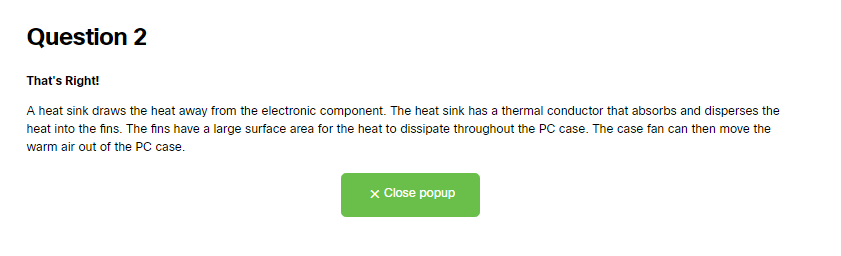 Question 2
That's Right!
A heat sink draws the heat away from the electronic component. The heat sink has a thermal conductor that absorbs and disperses the
heat into the fins. The fins have a large surface area for the heat to dissipate throughout the PC case. The case fan can then move the
warm air out of the PC case.
× Close popup